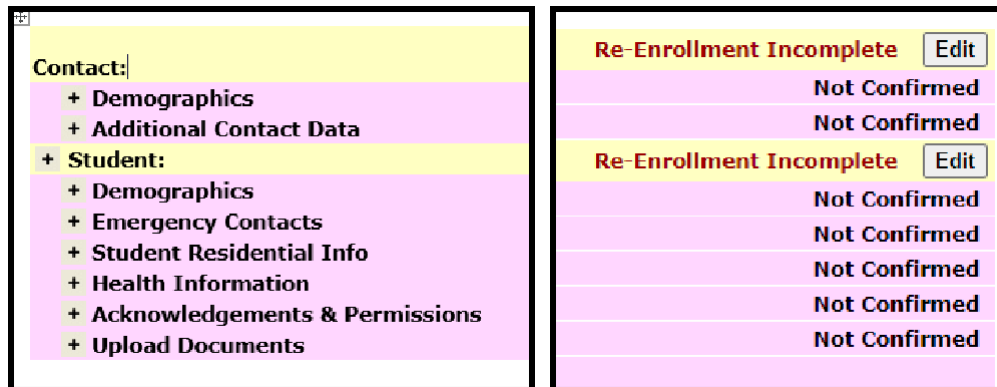 Contact:
+ Demographics
+ Additional Contact Data
+ Student:
+ Demographics
+ Emergency Contacts
+ Student Residential Info
+ Health Information
+ Acknowledgements & Permissions
+ Upload Documents
Re-Enrollment Incomplete Edit
Not Confirmed
Not Confirmed
Re-Enrollment Incomplete Edit
Not Confirmed
Not Confirmed
Not Confirmed
Not Confirmed
Not Confirmed